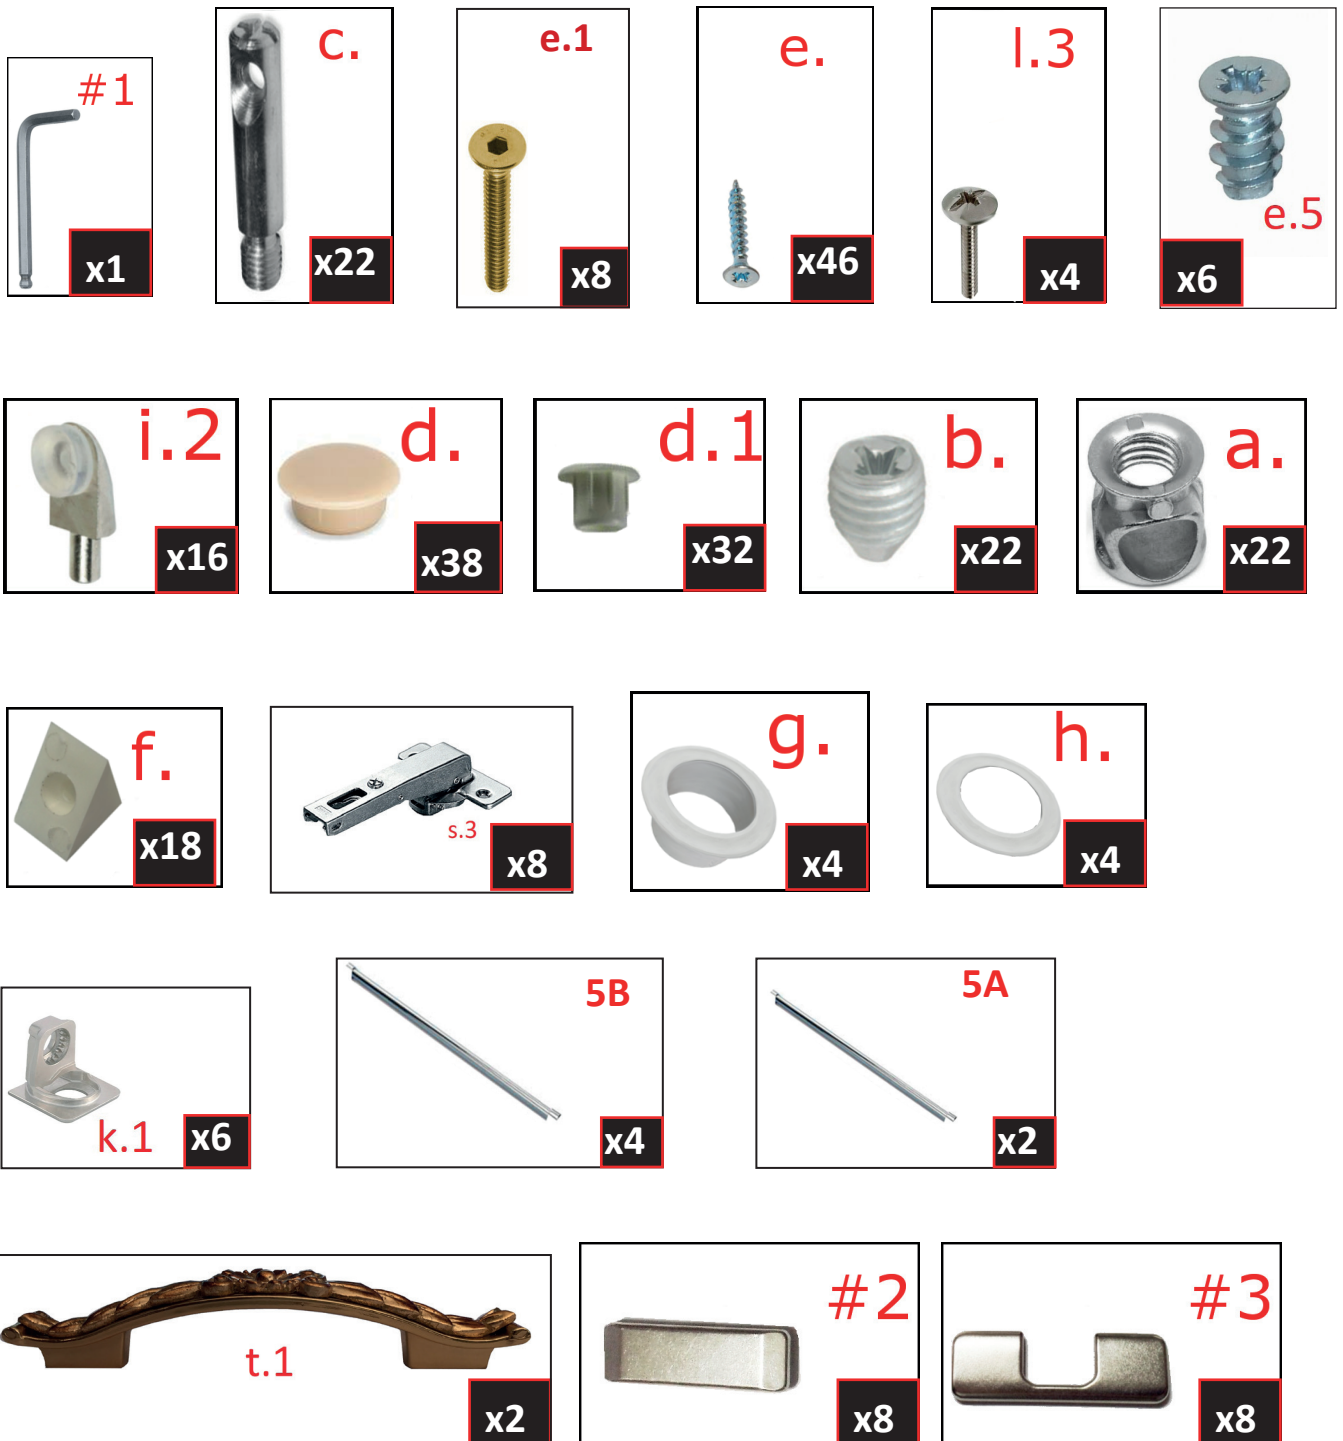 #1
x1
c.
x22
e.1
x8
e.
x46
l.3
x4
e.5
x6
i.2
x16
d.
x38
d.1
x32
b.
x22
a.
x22
f.
x18
s.3
x8
g.
x4
h.
x4
k.1
x6
5B
x4
5A
x2
t.1
x2
#2
x8
#3
x8